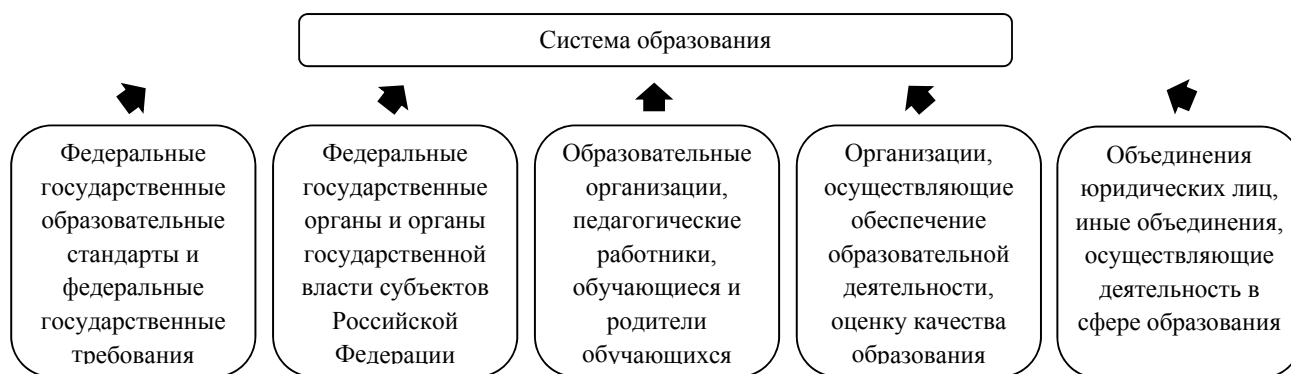 Система образования
Федеральные
государственные
образовательные
стандарты и
федеральные
государственные
требования
Федеральные
государственные
органы и органы
государственной
власти субъектов
Российской
Федерации
Образовательные
организации,
педагогические
работники,
обучающиеся и
родители
обучающихся
Организации,
осуществляющие
обеспечение
образовательной
деятельности,
оценку качества
образования
Объединения
юридических лиц,
иные объединения,
осуществляющие
деятельность в
сфере образования